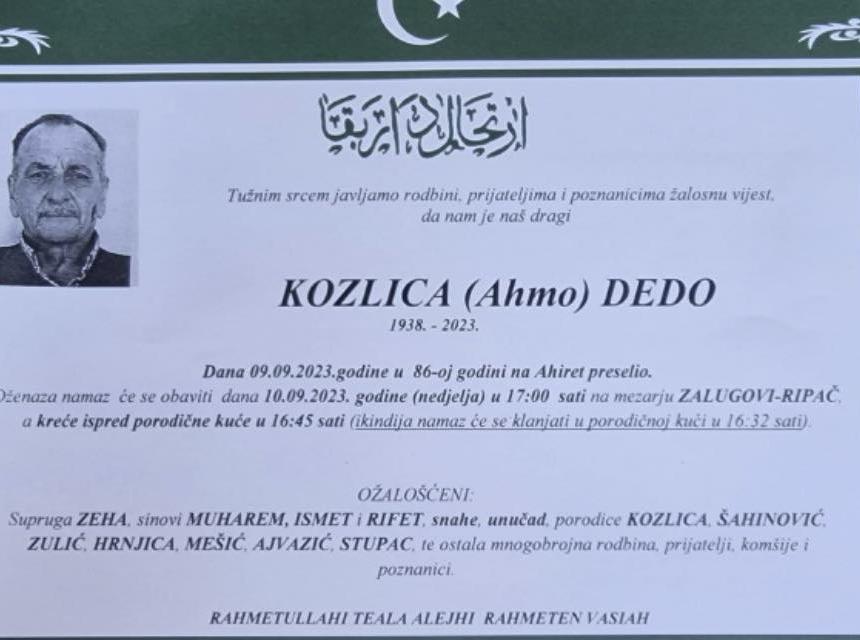 ارتحال دار بقا
Tužnim srcem javljamo rodbini, prijateljima i poznanicima žalosnu vijest,
da nam je naš dragi
KOZLICA (Ahmo) DEDO
1938. - 2023.
Dana 09.09.2023.godine u 86-oj godini na Ahiret preselio.
Dženaza namaz će se obaviti dana 10.09.2023. godine (nedjelja) u 17:00 sati na mezarju ZALUGOVI-RIPAČ,
a kreće ispred porodične kuće u 16:45 sati (ikindija namaz će se klanjati u porodičnoj kući u 16:32 sati).
OŽALOŠĆENI:
Supruga ZEHA, sinovi MUHAREM, ISMET i RIFET, snahe, unučad, porodice KOZLICA, ŠAHINOVIĆ,
ZULIĆ, HRNJICA, MEŠIĆ, AJVAZIĆ, STUPAC, te ostala mnogobrojna rodbina, prijatelji, komšije i
poznanici.
RAHMETULLAHI TEALA ALEJHI RAHMETEN VASIAH